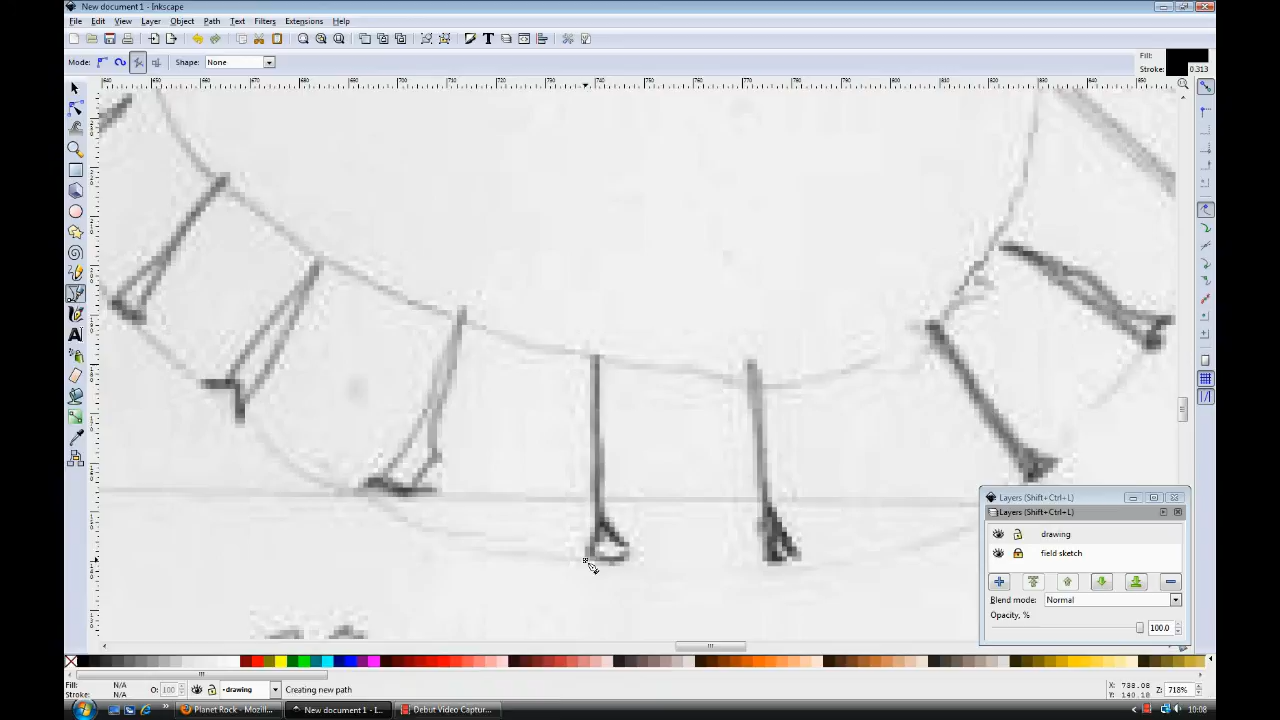 New document 1 - Inkscape
File Edit View Layer Object Path Text Filters Extensions Help
Mode: Shape: None
Fill:
Stroke: 0.313
Layers (Shift+Ctrl+L)
Layers (Shift+Ctrl+L)
drawing
field sketch
Blend mode: Normal
Opacity, %
100.0
Fill: N/A
Stroke: N/A
O: 100
•drawing
Creating new path
X: 738.08
Y: 140.18
Z: 718%
Planet Rock - Mozill...
New document 1 - I...
Debut Video Captur...
10:08